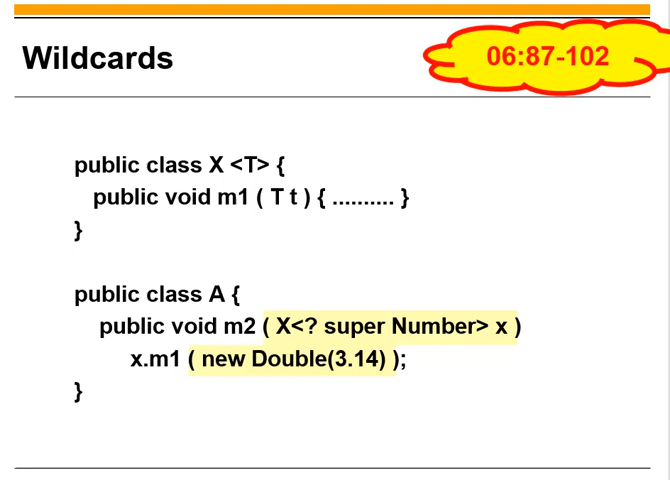 Wildcards
06:87-102
public class X <T> {
public void m1 ( T t ) { .......... }
}
public class A {
public void m2 ( X<? super Number> x )
x.m1 ( new Double(3.14) );
}